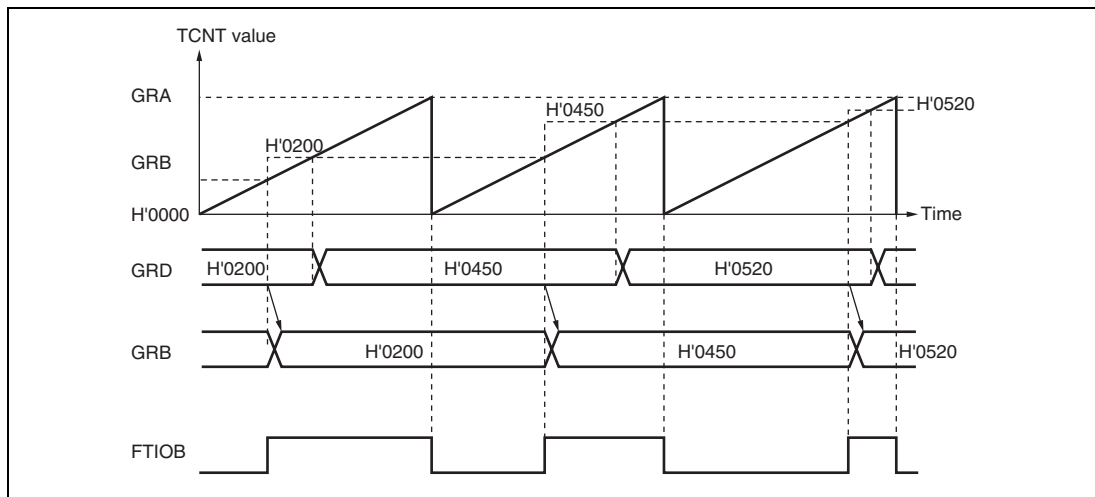 TCNT value
GRA
H'0450
H'0520
H'0200
GRB
H'0000
Time
GRD
H'0200
H'0450
H'0520
GRB
H'0200
H'0450
H'0520
FTIOB